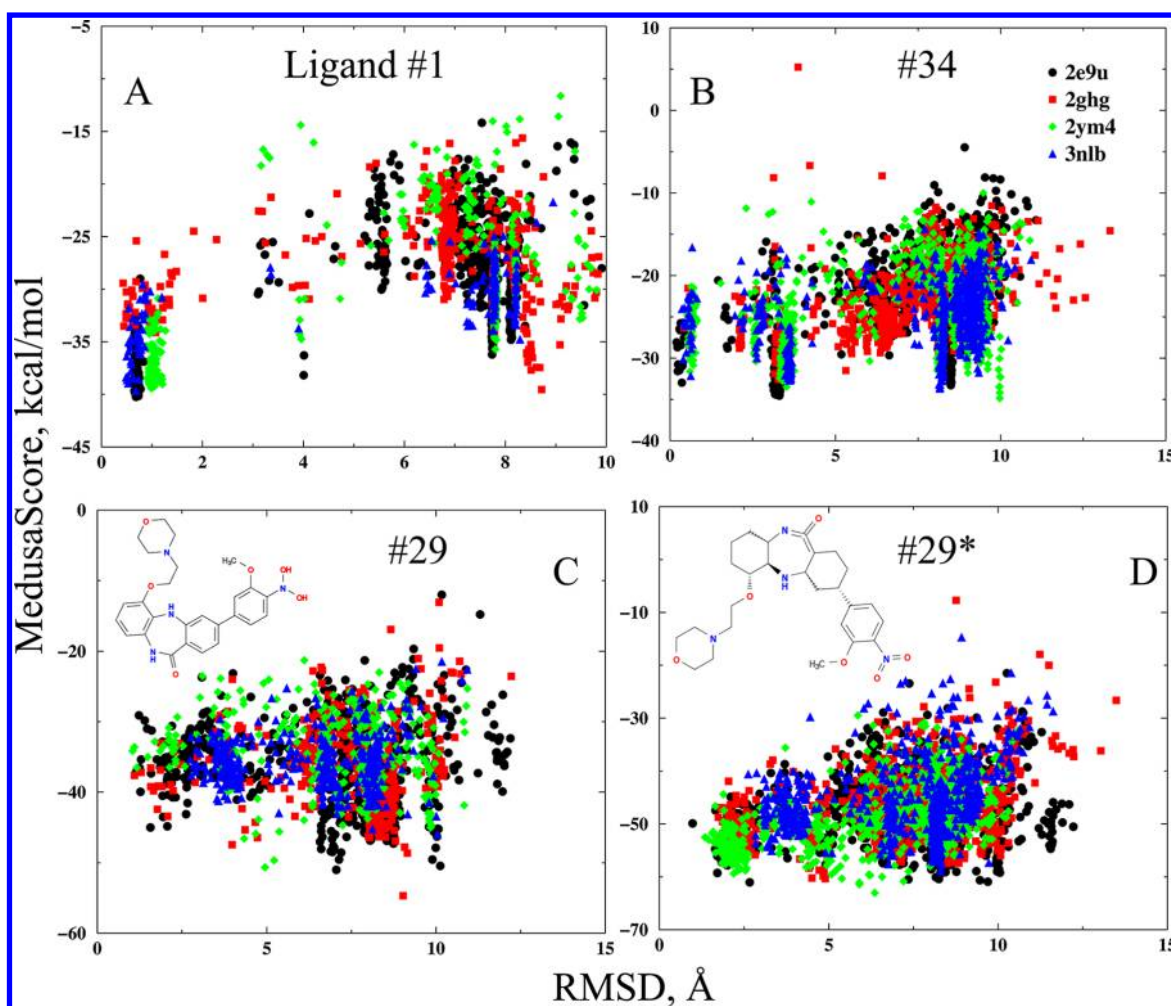 MedusaScore, kcal/mol
A
Ligand #1
−5
−15
−25
−35
−45
0 2 4 6 8 10
#34
B
2e9u
2ghg
2ym4
3nlb
10
0
−10
−20
−30
−40
0 5 10 15
#29
C
0
−20
−40
−60
0 5 10 15
O
N
O
H
N
N
H
O
O
N
OH
OH
#29*
D
10
−10
−30
−50
−70
0 5 10 15
O
N
N
H
O
N
O
O
N
O
O
RMSD, Å